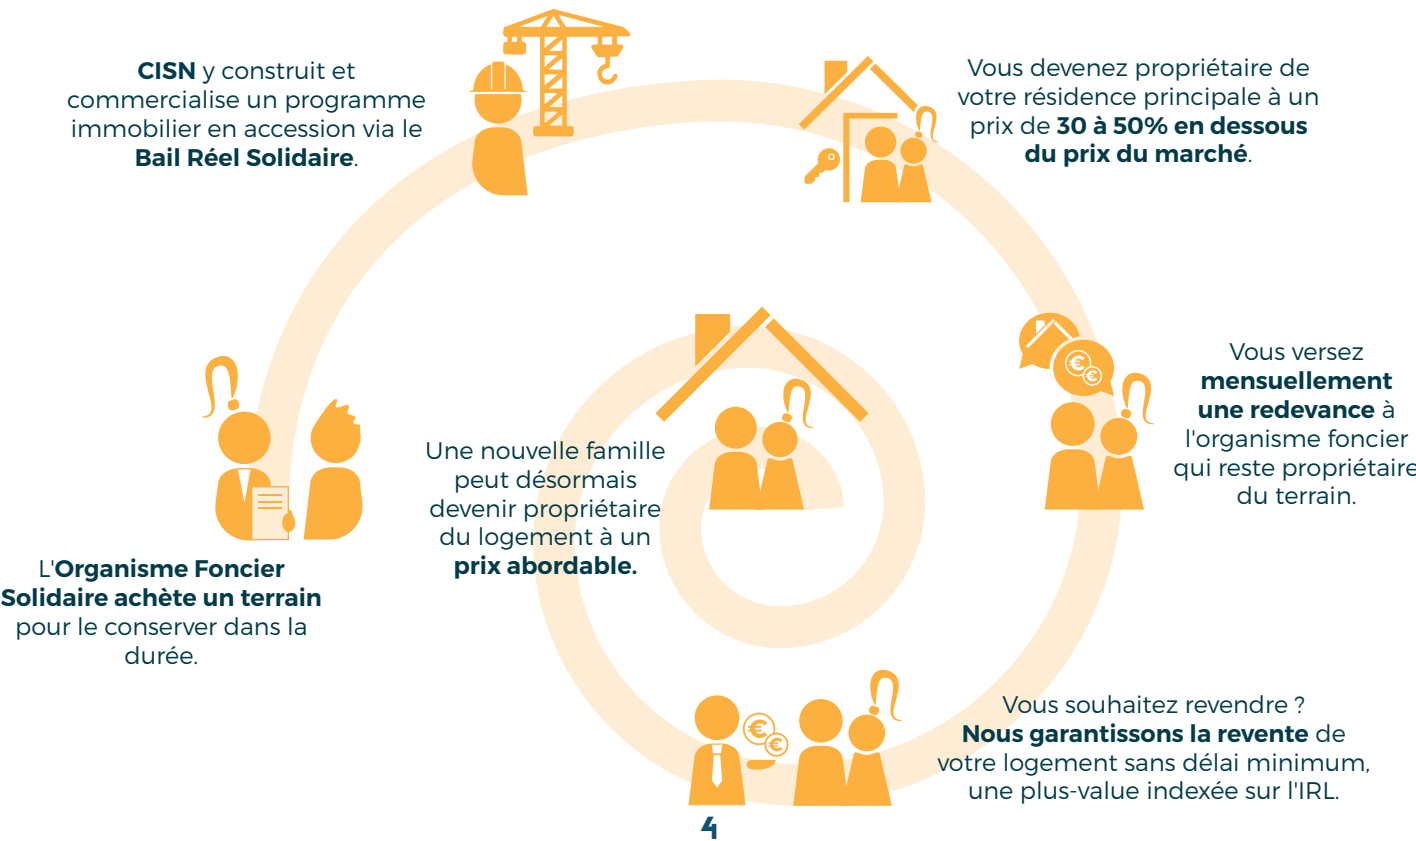 L'Organisme Foncier
Solidaire achète un terrain
pour le conserver dans la
durée.
CISN y construit et
commercialise un programme
immobilier en accession via le
Bail Réel Solidaire.
Vous devenez propriétaire de
votre résidence principale à un
prix de 30 à 50% en dessous
du prix du marché.
Vous versez
mensuellement
une redevance à
l'organisme foncier
qui reste propriétaire
du terrain.
Vous souhaitez revendre ?
Nous garantissons la revente de
votre logement sans délai minimum,
une plus-value indexée sur l'IRL.
Une nouvelle famille
peut désormais
devenir propriétaire
du logement à un
prix abordable.
€
€
€
€
4